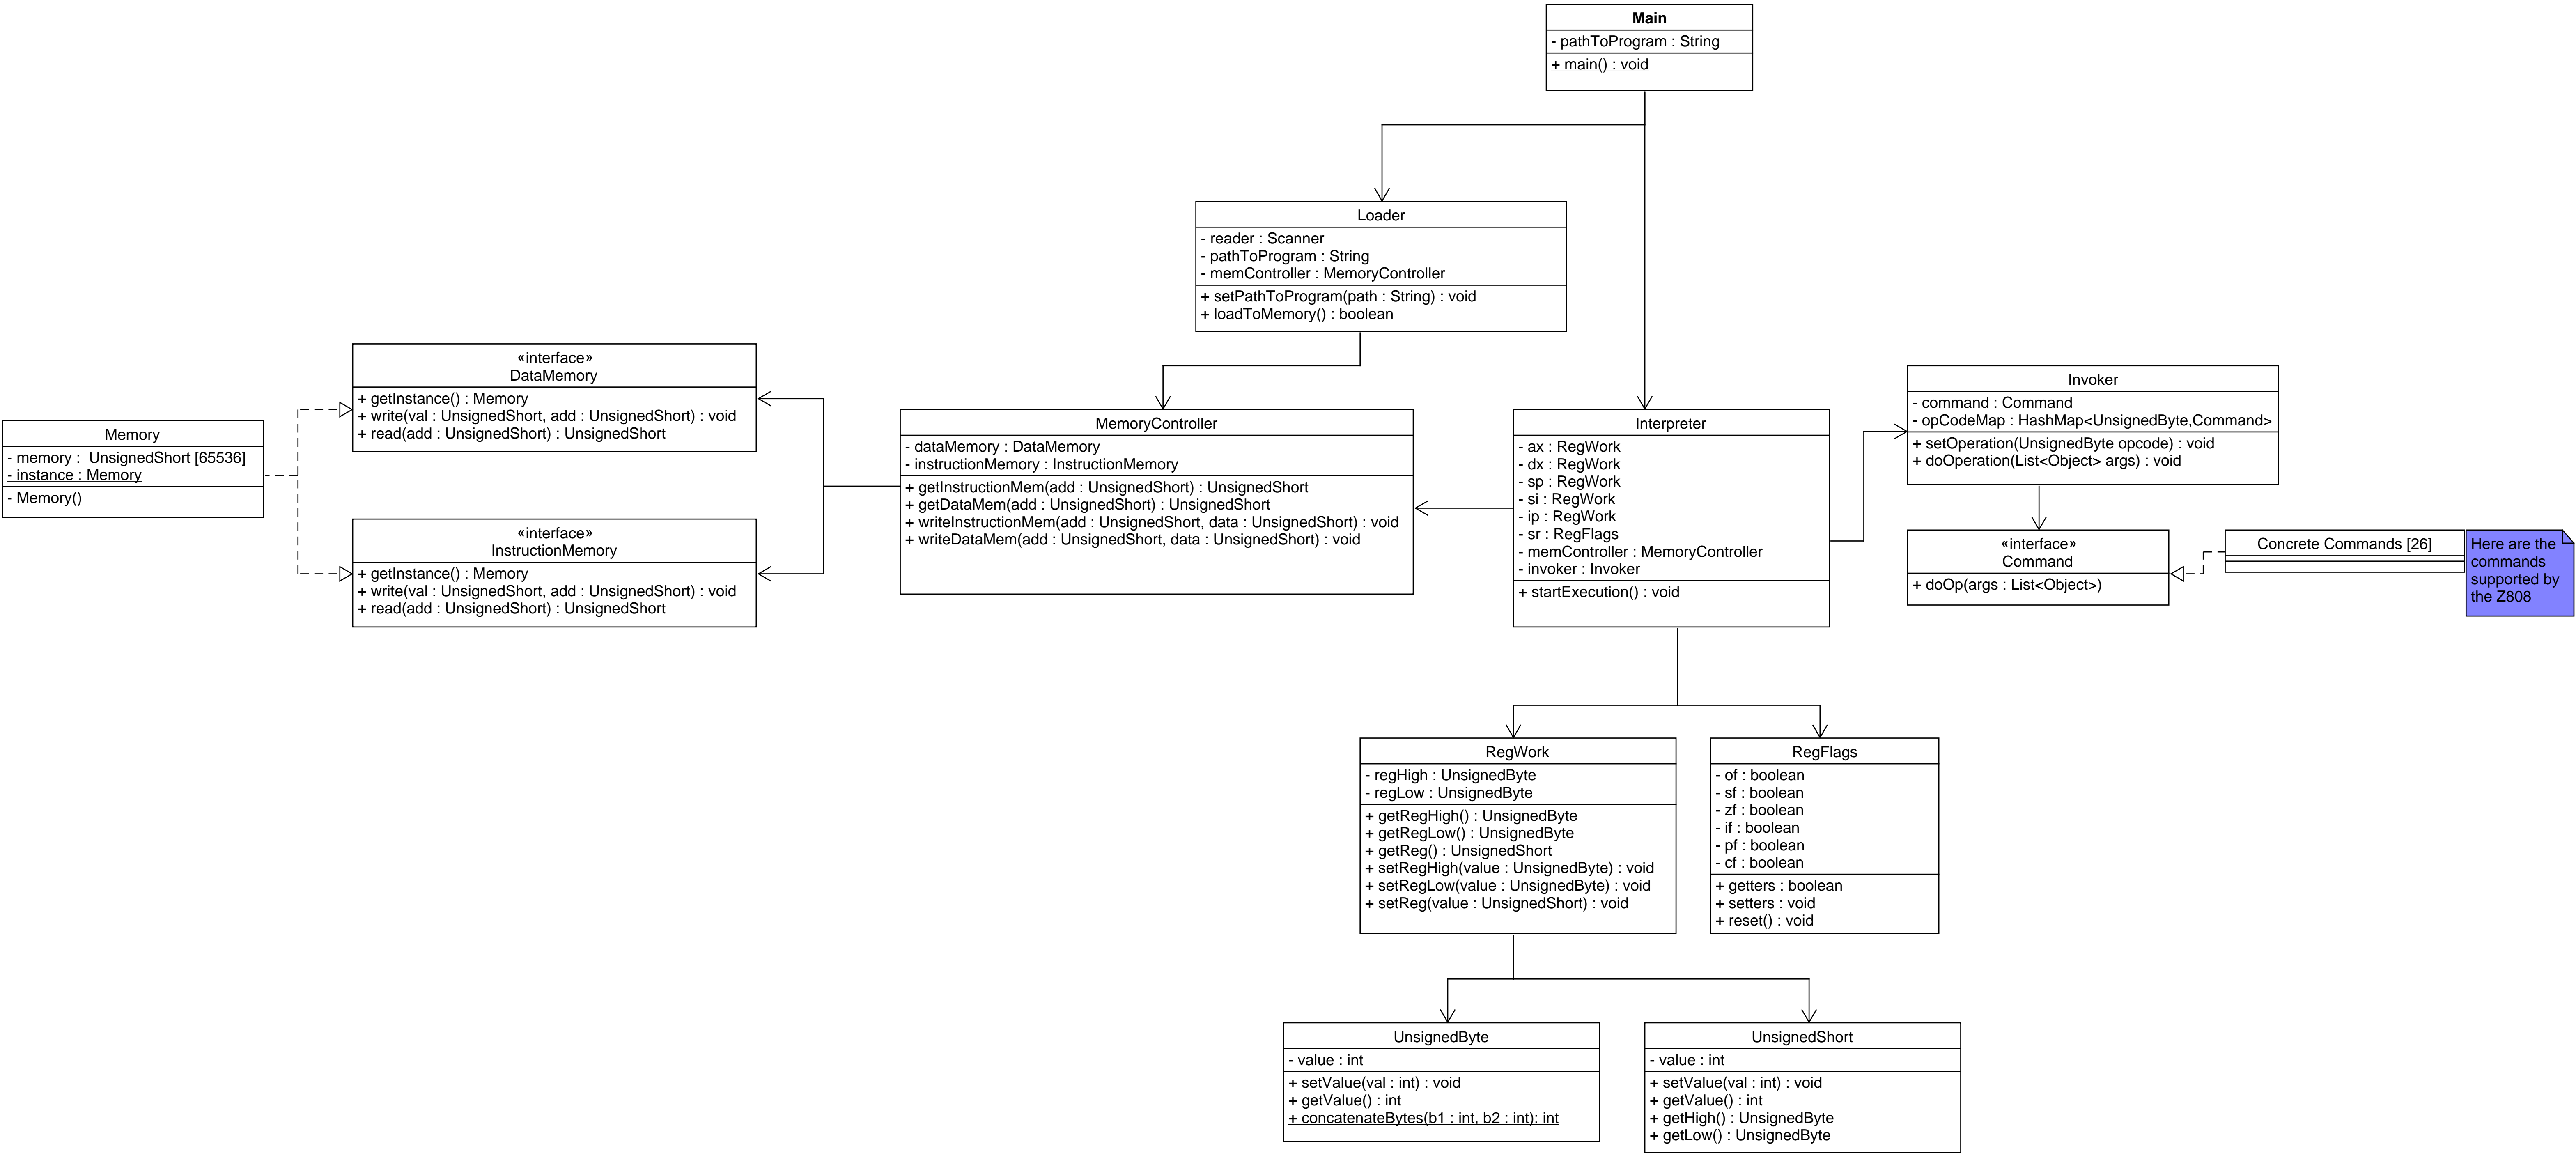 Main
- pathToProgram : String
+ main() : void
Loader
- reader : Scanner
- pathToProgram : String
- memController : MemoryController
+ setPathToProgram(path : String) : void
+ loadToMemory() : boolean
«interface»
DataMemory
+ getInstance() : Memory
+ write(val : UnsignedShort, add : UnsignedShort) : void
+ read(add : UnsignedShort) : UnsignedShort
Memory
- memory :  UnsignedShort [65536]
- instance : Memory
- Memory()
«interface»
InstructionMemory
+ getInstance() : Memory
+ write(val : UnsignedShort, add : UnsignedShort) : void
+ read(add : UnsignedShort) : UnsignedShort
MemoryController
- dataMemory : DataMemory
- instructionMemory : InstructionMemory
+ getInstructionMem(add : UnsignedShort) : UnsignedShort
+ getDataMem(add : UnsignedShort) : UnsignedShort
+ writeInstructionMem(add : UnsignedShort, data : UnsignedShort) : void
+ writeDataMem(add : UnsignedShort, data : UnsignedShort) : void
Interpreter
- ax : RegWork
- dx : RegWork
- sp : RegWork
- si : RegWork
- ip : RegWork
- sr : RegFlags
- memController : MemoryController
- invoker : Invoker
+ startExecution() : void
Invoker
- command : Command
- opCodeMap : HashMap<UnsignedByte,Command>
+ setOperation(UnsignedByte opcode) : void
+ doOperation(List<Object> args) : void
«interface»
Command
+ doOp(args : List<Object>)
Concrete Commands [26]
Here are the
commands
supported by
the Z808
RegWork
- regHigh : UnsignedByte
- regLow : UnsignedByte
+ getRegHigh() : UnsignedByte
+ getRegLow() : UnsignedByte
+ getReg() : UnsignedShort
+ setRegHigh(value : UnsignedByte) : void
+ setRegLow(value : UnsignedByte) : void
+ setReg(value : UnsignedShort) : void
RegFlags
- of : boolean
- sf : boolean
- zf : boolean
- if : boolean
- pf : boolean
- cf : boolean
+ getters : boolean
+ setters : void
+ reset() : void
UnsignedByte
- value : int
+ setValue(val : int) : void
+ getValue() : int
+ concatenateBytes(b1 : int, b2 : int): int
UnsignedShort
- value : int
+ setValue(val : int) : void
+ getValue() : int
+ getHigh() : UnsignedByte
+ getLow() : UnsignedByte